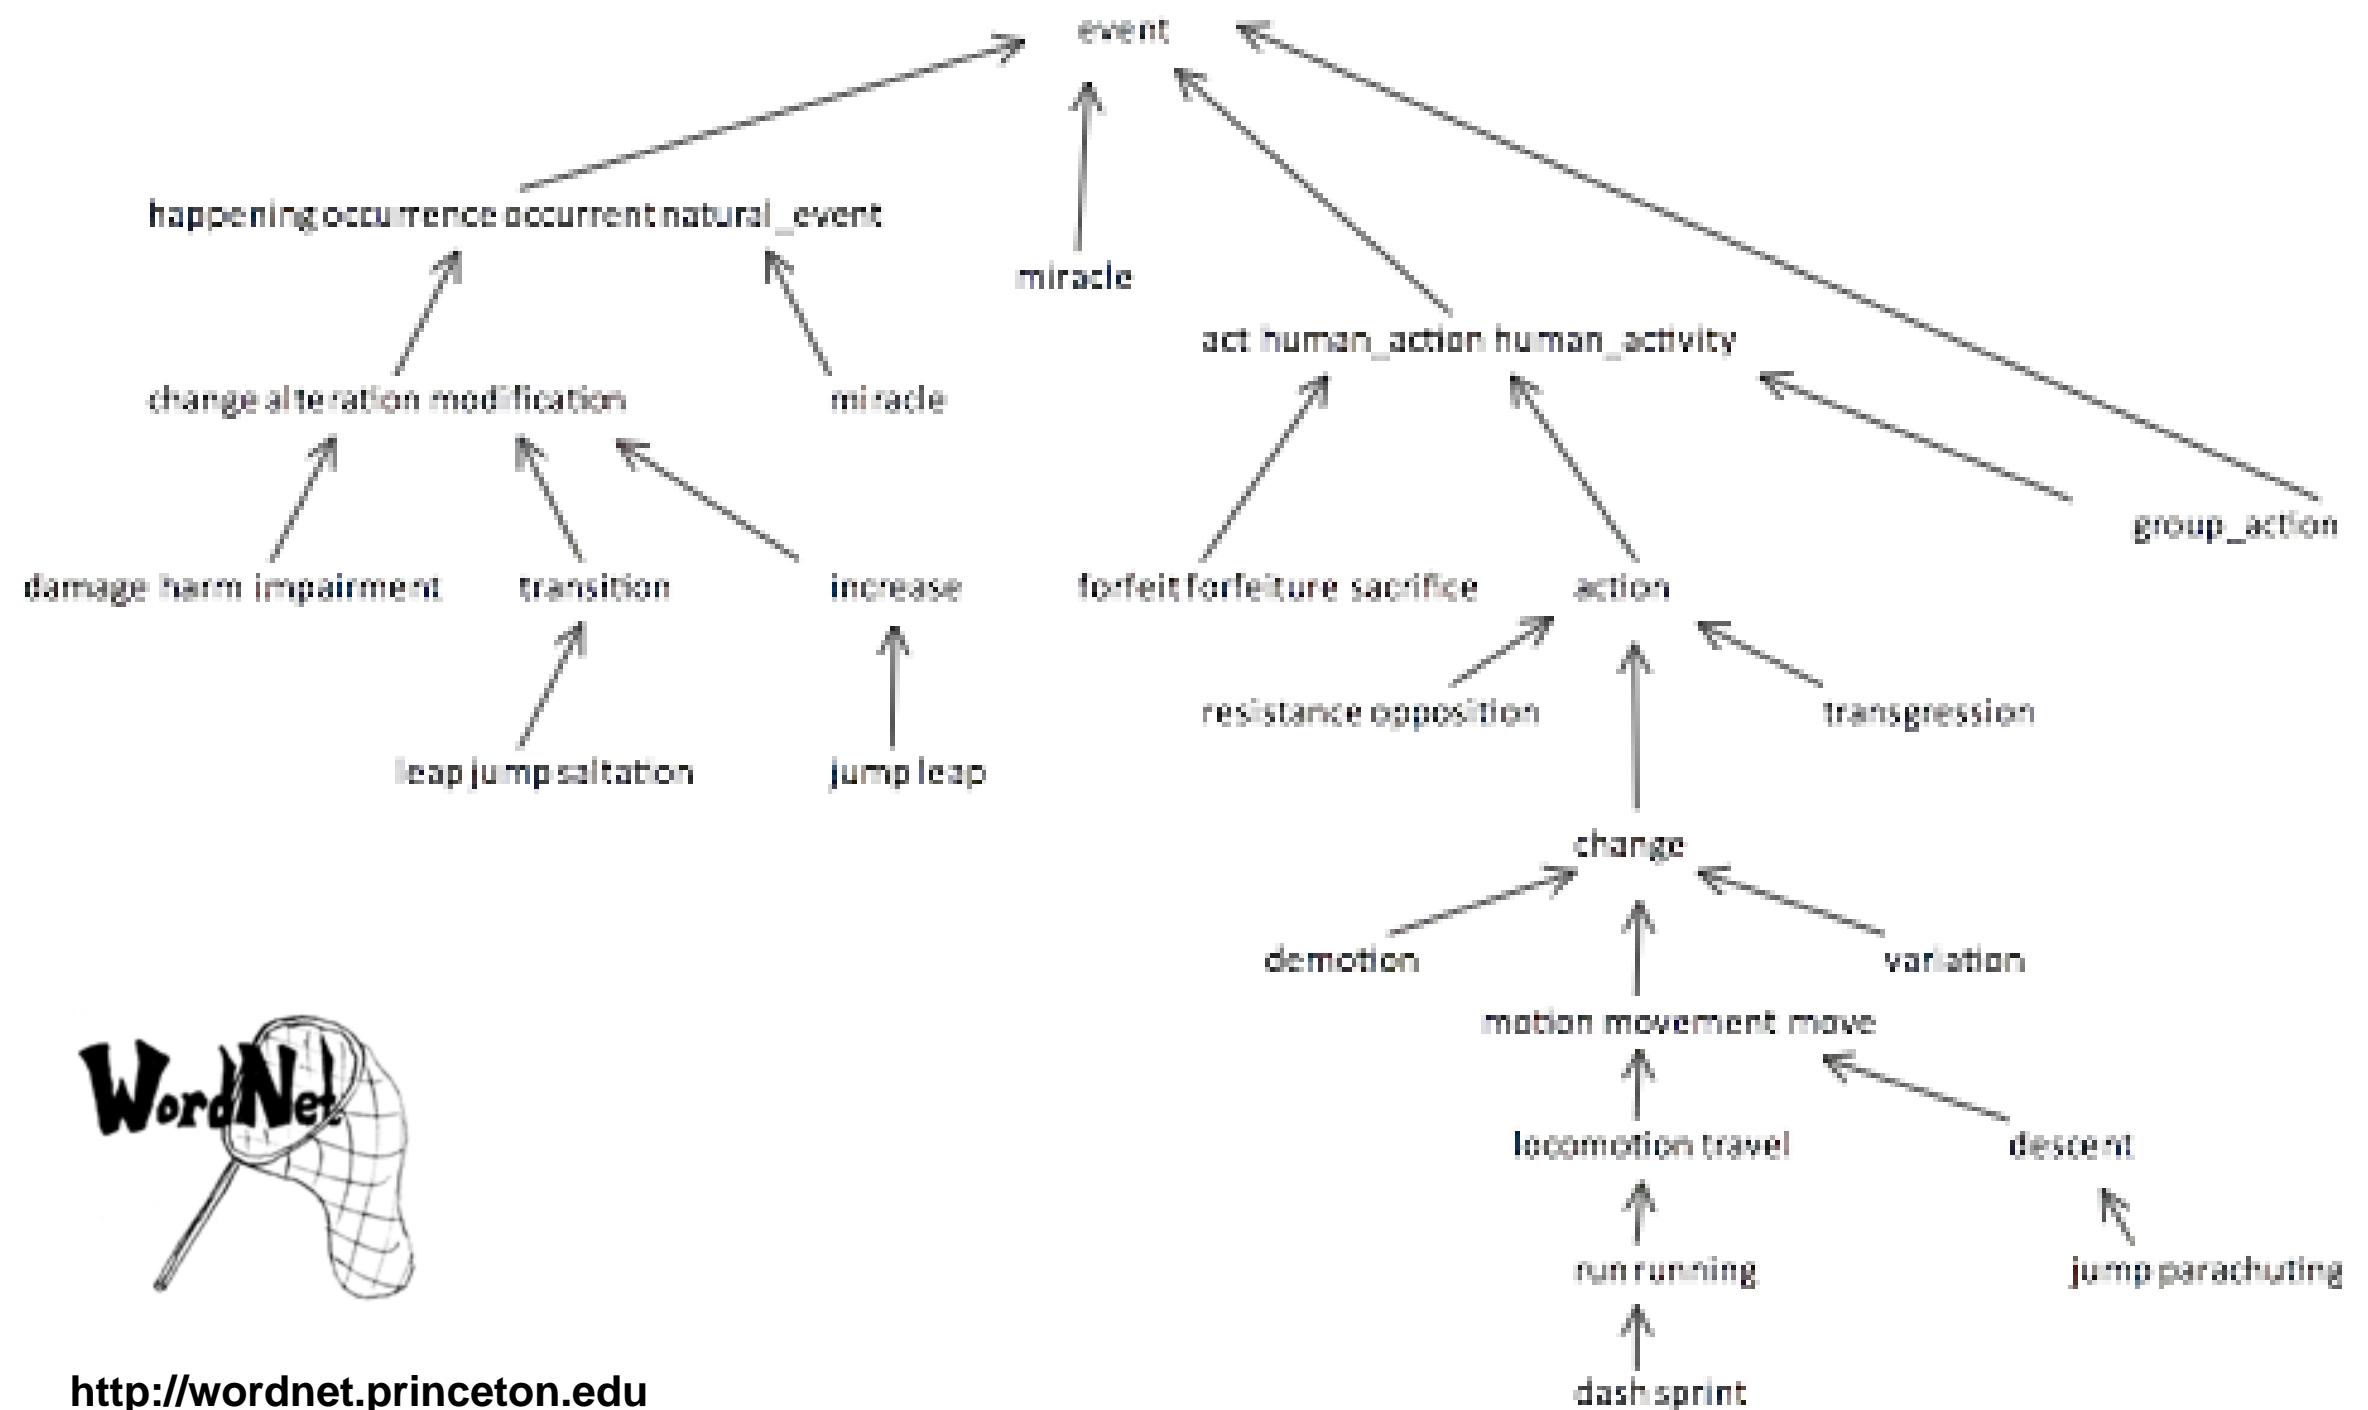 event
happening occurrence occurrent natural_event
miracle
act human_action human_activity
change alteration modification
miracle
group_action
damage harm impairment
transition
increase
forfeit forfeiture sacrifice
action
resistance opposition
transgression
leap jump saltation
jump leap
change
demotion
variation
motion movement move
WordNet
locomotion travel
descent
run running
jump parachuting
http://wordnet.princeton.edu
dash sprint